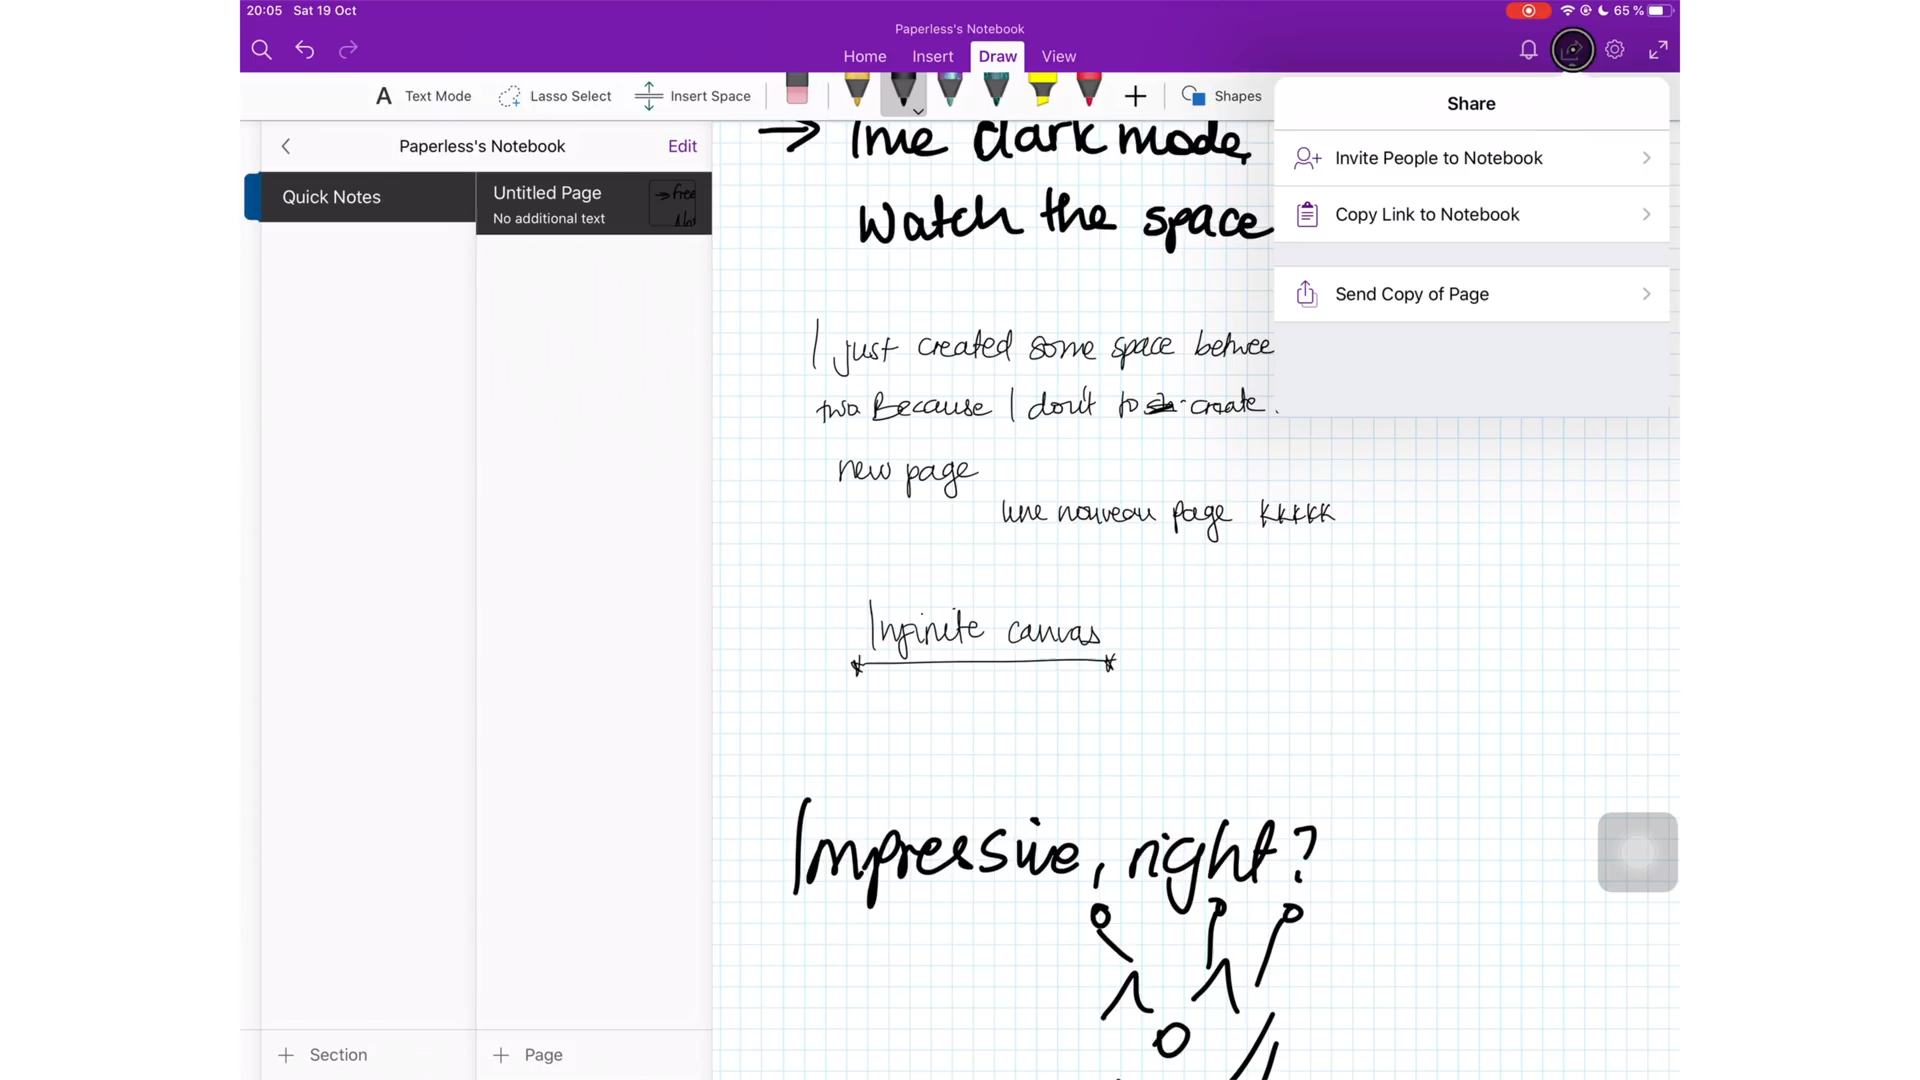 20:05 Sat 19 Oct
65 %
Paperless's Notebook
Home Insert Draw View
Text Mode Lasso Select Insert Space Shapes
Share
Invite People to Notebook
Copy Link to Notebook
Send Copy of Page
Paperless's Notebook Edit
Quick Notes
Untitled Page
No additional text
→ free
→ dark mode
Watch the space
I just created some space betwee
two Because I don't to create.
new page
une nouveau page kkkkk
Infinite canvas
Impressive, right?
+ Section
+ Page